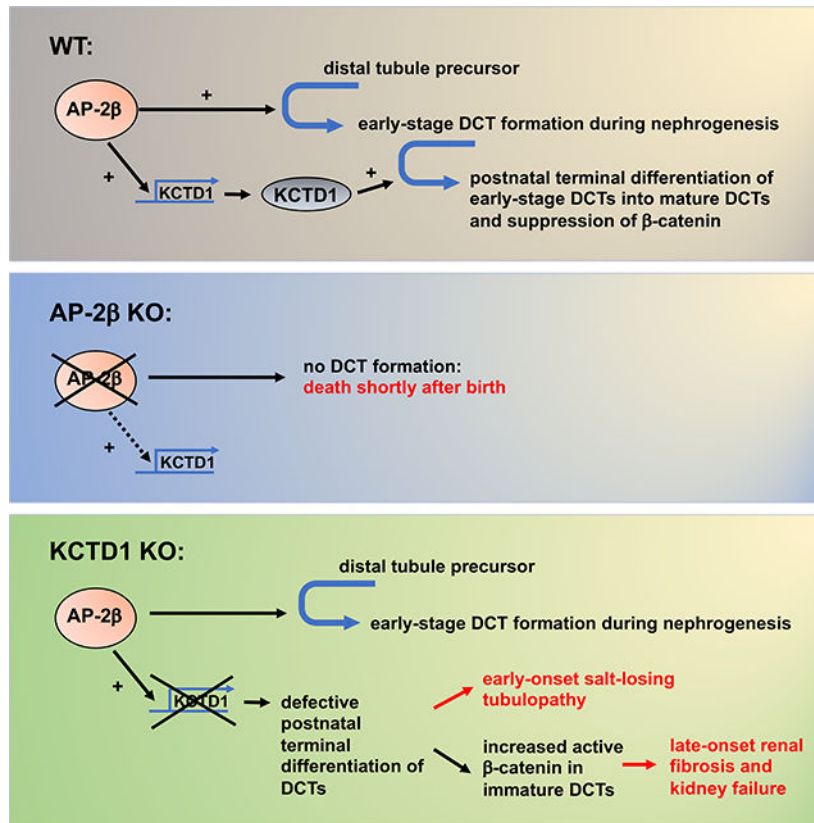 WT:
distal tubule precursor
AP-2β
+
early-stage DCT formation during nephrogenesis
+
KCTD1
KCTD1
+
postnatal terminal differentiation of
early-stage DCTs into mature DCTs
and suppression of β-catenin
AP-2β KO:
AP-2β
no DCT formation:
death shortly after birth
+
KCTD1
KCTD1 KO:
distal tubule precursor
AP-2β
early-stage DCT formation during nephrogenesis
+
KCTD1
defective
postnatal
terminal
differentiation of
DCTs
early-onset salt-losing
tubulopathy
increased active
β-catenin in
immature DCTs
late-onset renal
fibrosis and
kidney failure